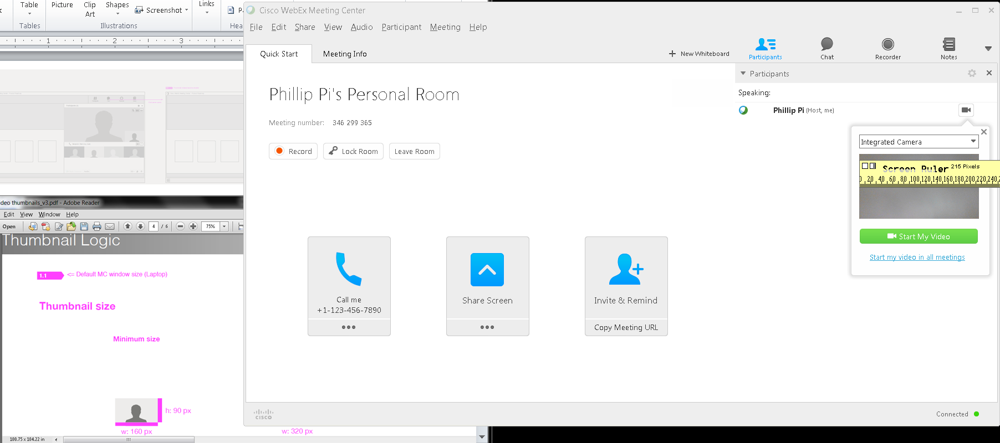 Table
Picture
Clip
Art
Shapes
Screenshot
Links
Tables
Illustrations
Hea
1
2
3
Cisco WebEx Meeting Center
File Edit Share View Audio Participant Meeting Help
Quick Start
Meeting Info
New Whiteboard
Participants
Chat
Recorder
Notes
Participants
Speaking:
Phillip Pi (Host, me)
Phillip Pi's Personal Room
Meeting number: 346 299 365
Record
Lock Room
Leave Room
Integrated Camera
Screen Ruler 215 Pixels
0 20 40 60 80 100 120 140 160 180 200 220 240
Start My Video
Start my video in all meetings
Call me
+1-123-456-7890
Share Screen
Invite & Remind
Copy Meeting URL
CISCO
Connected
deo thumbnails_v3.pdf - Adobe Reader
Edit View Window Help
Open
4 / 6
75%
Thumbnail Logic
1.1 <= Default MC window size (Laptop)
Thumbnail size
Minimum size
h: 90 px
w: 160 px
w: 320 px
100.75 x 104.22 in